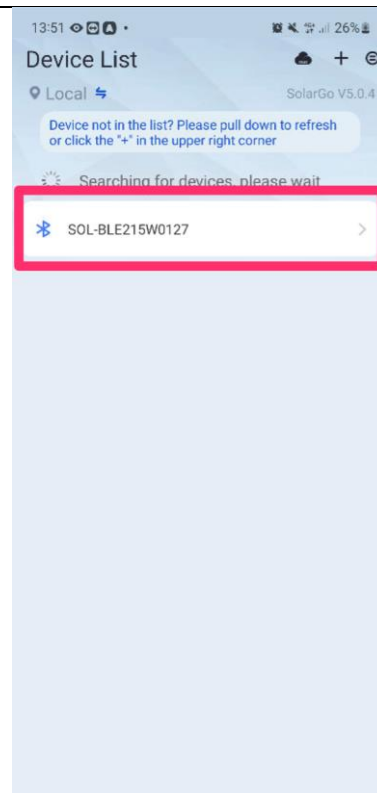 13:51 26%
Device List
Local SolarGo V5.0.4
Device not in the list? Please pull down to refresh
or click the "+" in the upper right corner
Searching for devices, please wait
SOL-BLE215W0127